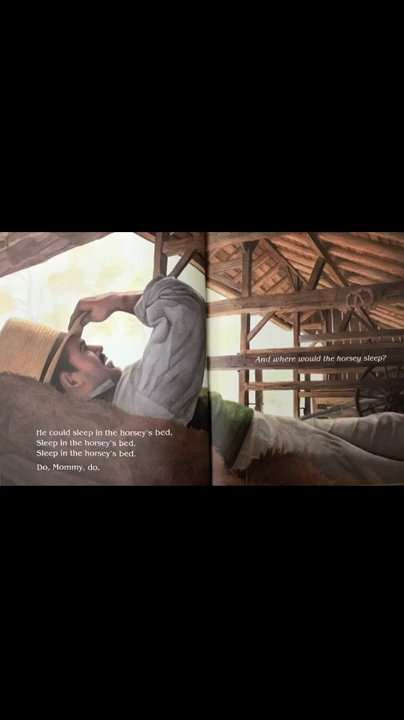 He could sleep in the horsey's bed,
Sleep in the horsey's bed,
Sleep in the horsey's bed.
Do, Mommy, do.
And where would the horsey sleep?